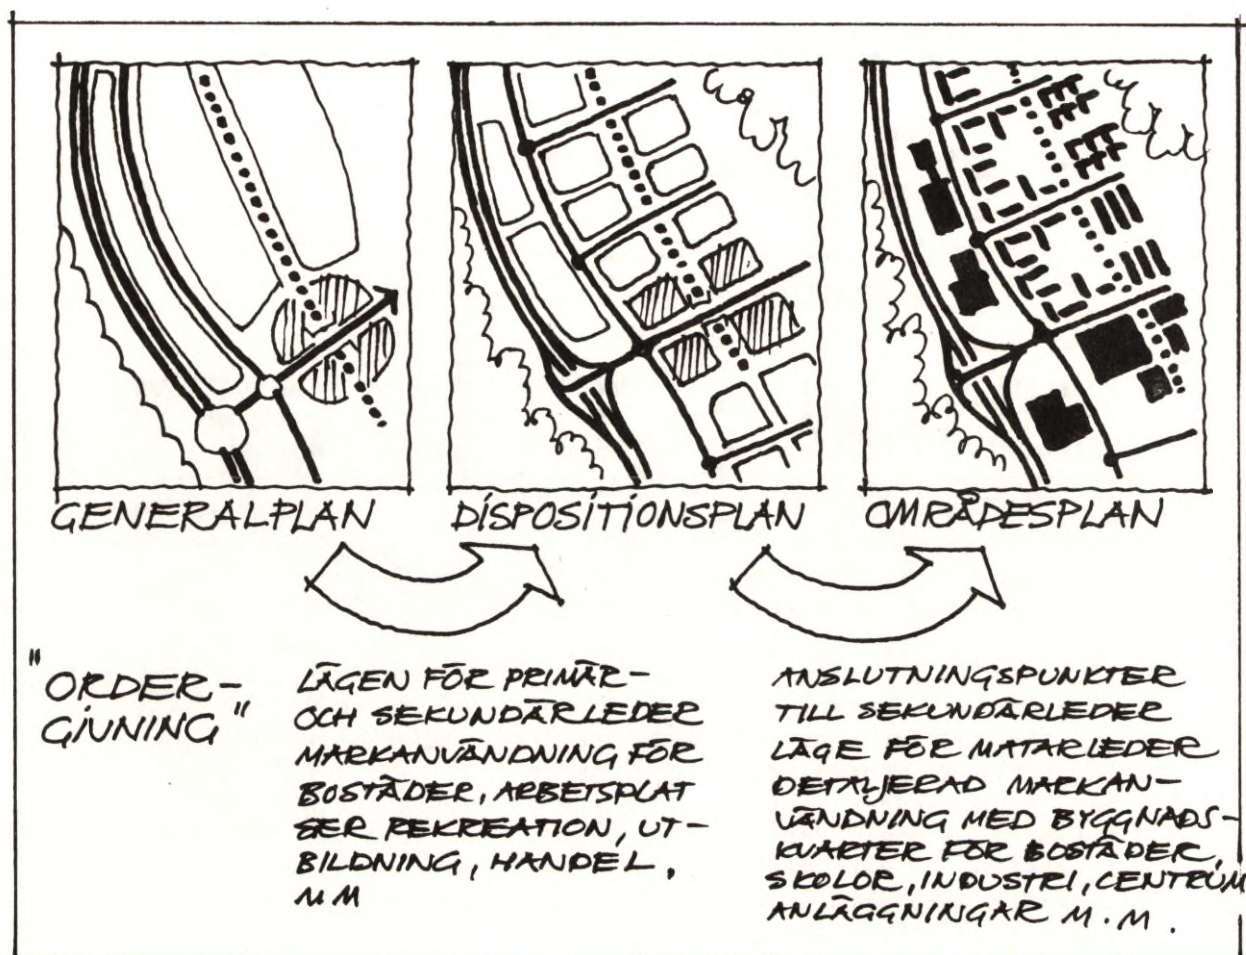 GENERALPLAN
DISPOSITIONSPLAN
OMRÅDESPLAN
"ORDER-
GIVNING"
LÄGEN FÖR PRIMÄR-
OCH SEKUNDÄRLEDER
MARKANVÄNDNING FÖR
BOSTÄDER, ARBETSPLAT
SER REKREATION, UT-
BILDNING, HANDEL,
MM
ANSLUTNINGSPUNKTER
TILL SEKUNDÄRLEDER
LÄGE FÖR MATARLEDER
DETALJERAD MARKAN-
VÄNDNING MED BYGGNADS-
KVARTER FÖR BOSTÄDER,
SKOLOR, INDUSTRI, CENTRUM
ANLÄGGNINGAR M.M.